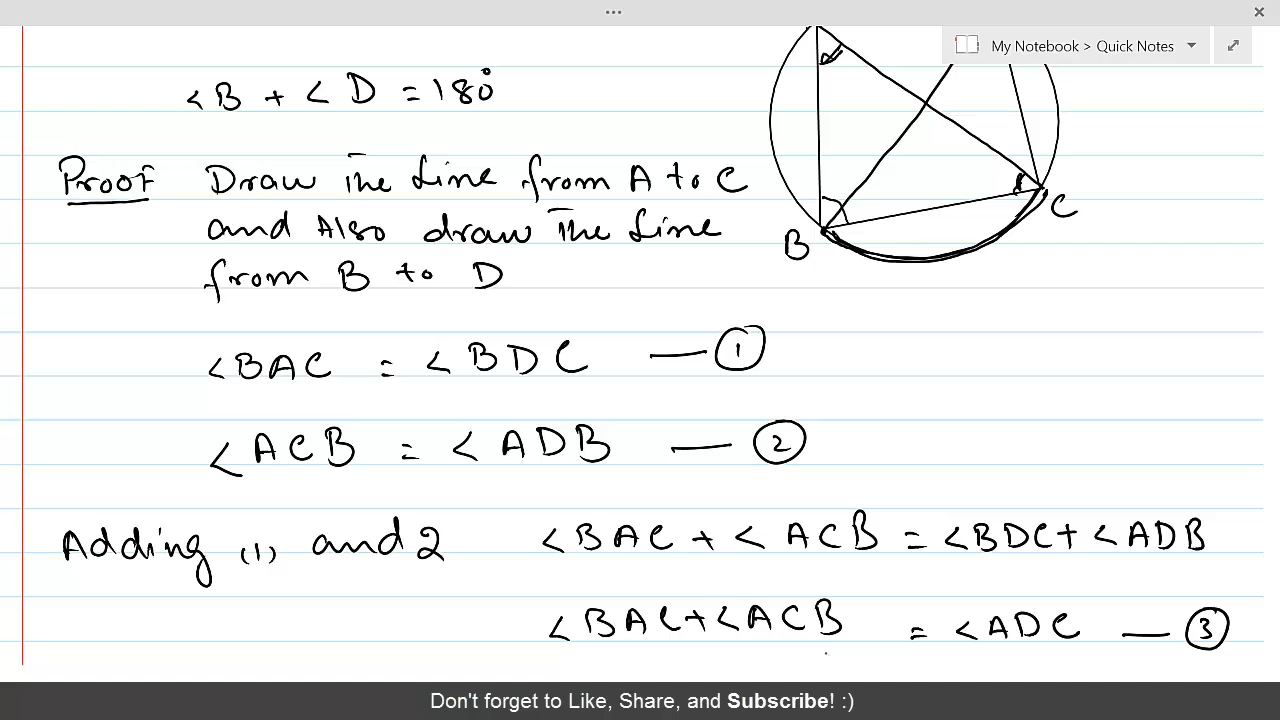 ...
My Notebook > Quick Notes
<B + <D = 180°
Proof Draw the Line from A to C
and Also draw the Line
from B to D
B
C
<BAC = <BDC — ①
<ACB = <ADB — ②
Adding (1) and 2 <BAC + <ACB = <BDC + <ADB
<BAC + <ACB = <ADC — ③
Don't forget to Like, Share, and Subscribe! :)